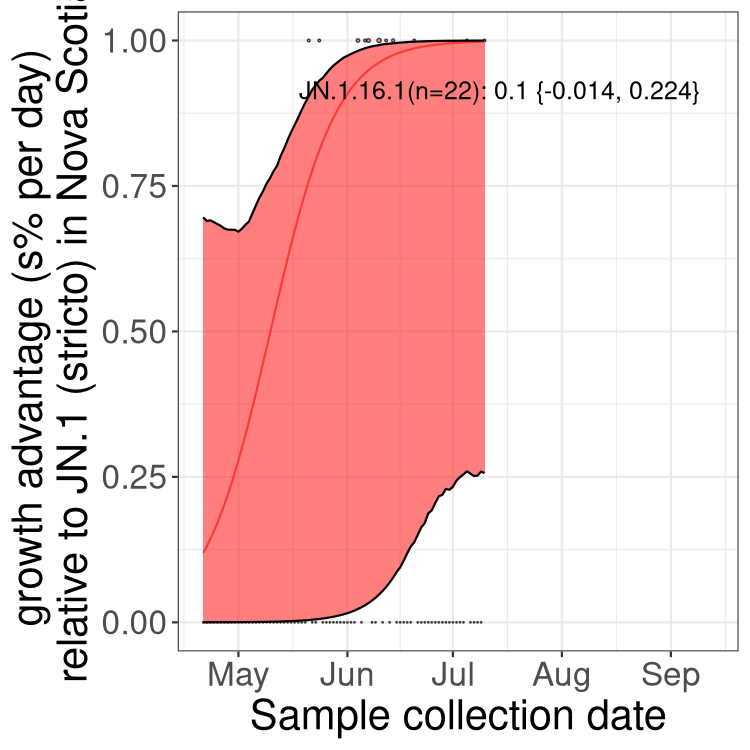 growth advantage (s% per day)
relative to JN.1 (stricto) in Nova Scotia
1.00
0.75
0.50
0.25
0.00
JN.1.16.1(n=22): 0.1 {-0.014, 0.224}
May
Jun
Jul
Aug
Sep
Sample collection date